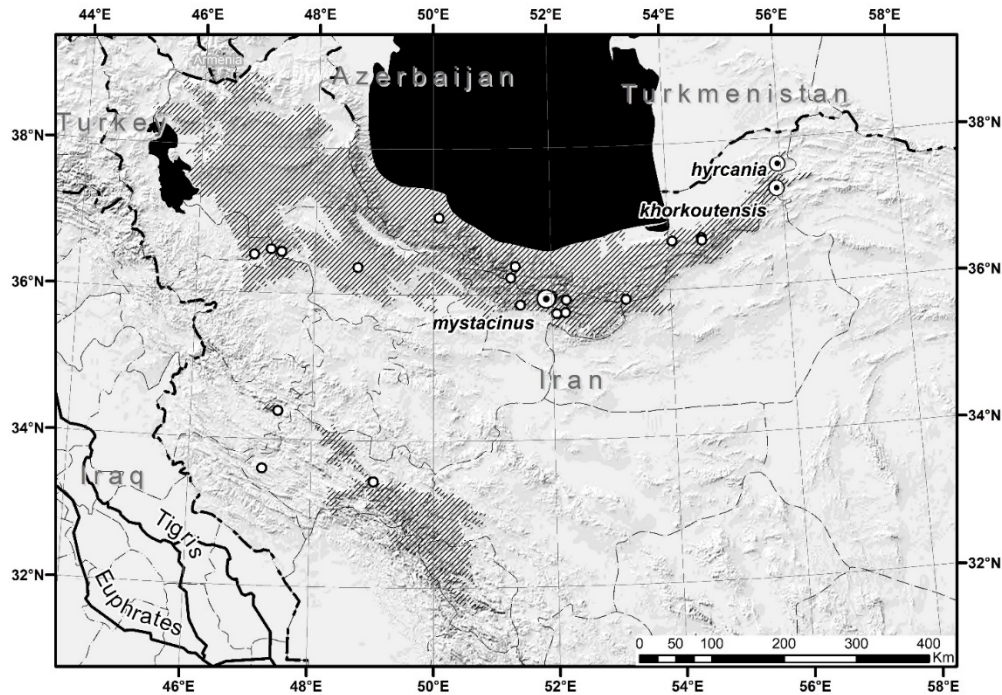 44°E 46°E 48°E 50°E 52°E 54°E 56°E 58°E
Armenia
Azerbaijan
Turkmenistan
Turkey
38°N 38°N
hyrcania
khorkoutensis
36°N 36°N
mystacinus
Iran
34°N 34°N
Iraq
Tigris
Euphrates
32°N 32°N
0 50 100 200 300 400
Km
46°E 48°E 50°E 52°E 54°E 56°E 58°E